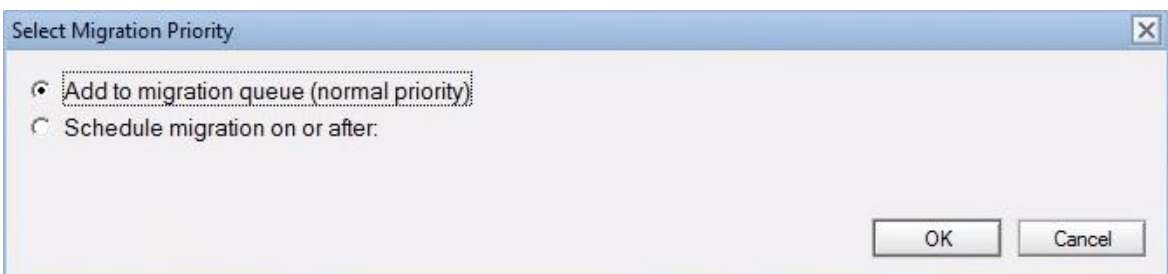 Select Migration Priority
Add to migration queue (normal priority)
Schedule migration on or after:
OK
Cancel